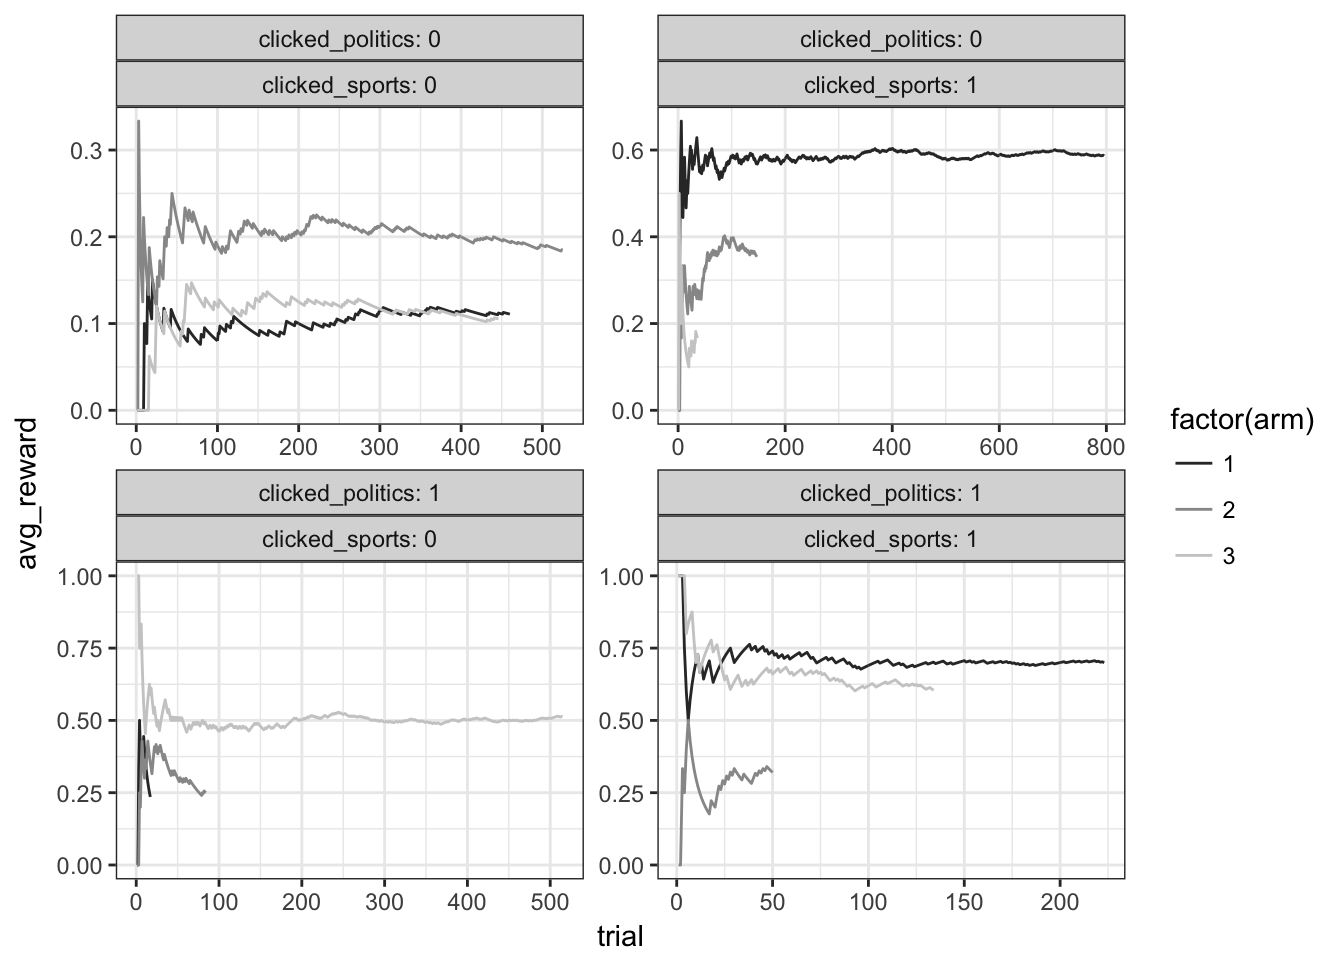 clicked_politics: 0
clicked_sports: 0
clicked_politics: 0
clicked_sports: 1
0.3
0.2
0.1
0.0
0 100 200 300 400 500
0.6
0.4
0.2
0.0
0 200 400 600 800
clicked_politics: 1
clicked_sports: 0
clicked_politics: 1
clicked_sports: 1
1.00
0.75
0.50
0.25
0.00
0 100 200 300 400 500
1.00
0.75
0.50
0.25
0.00
0 50 100 150 200
avg_reward
trial
factor(arm)
1
2
3